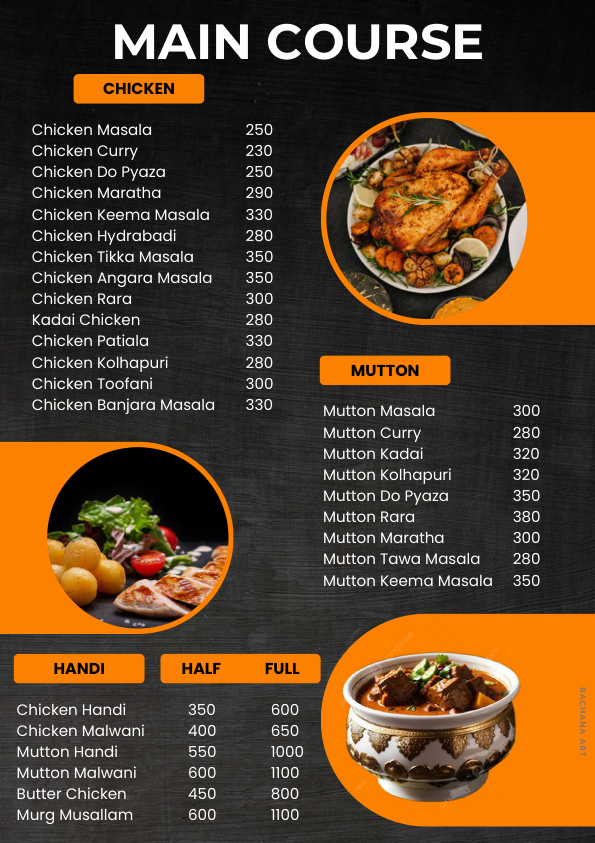 MAIN COURSE
CHICKEN
Chicken Masala 250
Chicken Curry 230
Chicken Do Pyaza 250
Chicken Maratha 290
Chicken Keema Masala 330
Chicken Hydrabadi 280
Chicken Tikka Masala 350
Chicken Angara Masala 350
Chicken Rara 300
Kadai Chicken 280
Chicken Patiala 330
Chicken Kolhapuri 280
Chicken Toofani 300
Chicken Banjara Masala 330
MUTTON
Mutton Masala 300
Mutton Curry 280
Mutton Kadai 320
Mutton Kolhapuri 320
Mutton Do Pyaza 350
Mutton Rara 380
Mutton Maratha 300
Mutton Tawa Masala 280
Mutton Keema Masala 350
HANDI HALF FULL
Chicken Handi 350 600
Chicken Malwani 400 650
Mutton Handi 550 1000
Mutton Malwani 600 1100
Butter Chicken 450 800
Murg Musallam 600 1100
RACHANA ART